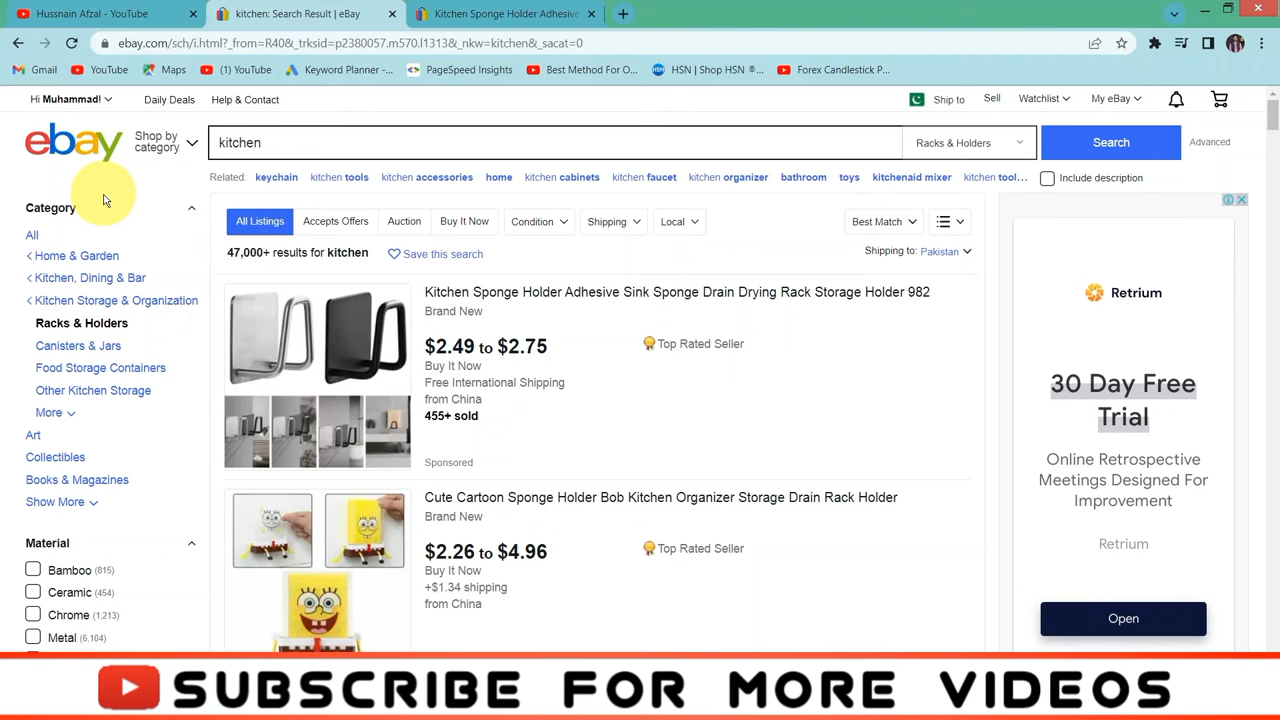 Hussnain Afzal - YouTube
kitchen: Search Result | eBay
Kitchen Sponge Holder Adhesive
ebay.com/sch/i.html?_from=R40&_trksid=p2380057.m570.l1313&_nkw=kitchen&_sacat=0
Gmail YouTube Maps (1) YouTube Keyword Planner -... PageSpeed Insights Best Method For O... HSN | Shop HSN ®... Forex Candlestick P...
Hi Muhammad! Daily Deals Help & Contact Ship to Sell Watchlist My eBay
ebay Shop by category kitchen Racks & Holders Search Advanced
Related: keychain kitchen tools kitchen accessories home kitchen cabinets kitchen faucet kitchen organizer bathroom toys kitchenaid mixer kitchen tool... Include description
Category
All
Home & Garden
Kitchen, Dining & Bar
Kitchen Storage & Organization
Racks & Holders
Canisters & Jars
Food Storage Containers
Other Kitchen Storage
More
Art
Collectibles
Books & Magazines
Show More
Material
Bamboo (815)
Ceramic (454)
Chrome (1,213)
Metal (6,104)
All Listings Accepts Offers Auction Buy It Now Condition Shipping Local Best Match
47,000+ results for kitchen Save this search Shipping to: Pakistan
Kitchen Sponge Holder Adhesive Sink Sponge Drain Drying Rack Storage Holder 982
Brand New
$2.49 to $2.75 Top Rated Seller
Buy It Now
Free International Shipping
from China
455+ sold
Sponsored
Cute Cartoon Sponge Holder Bob Kitchen Organizer Storage Drain Rack Holder
Brand New
$2.26 to $4.96 Top Rated Seller
Buy It Now
+$1.34 shipping
from China
Retrium
30 Day Free
Trial
Online Retrospective
Meetings Designed For
Improvement
Retrium
Open
SUBSCRIBE FOR MORE VIDEOS